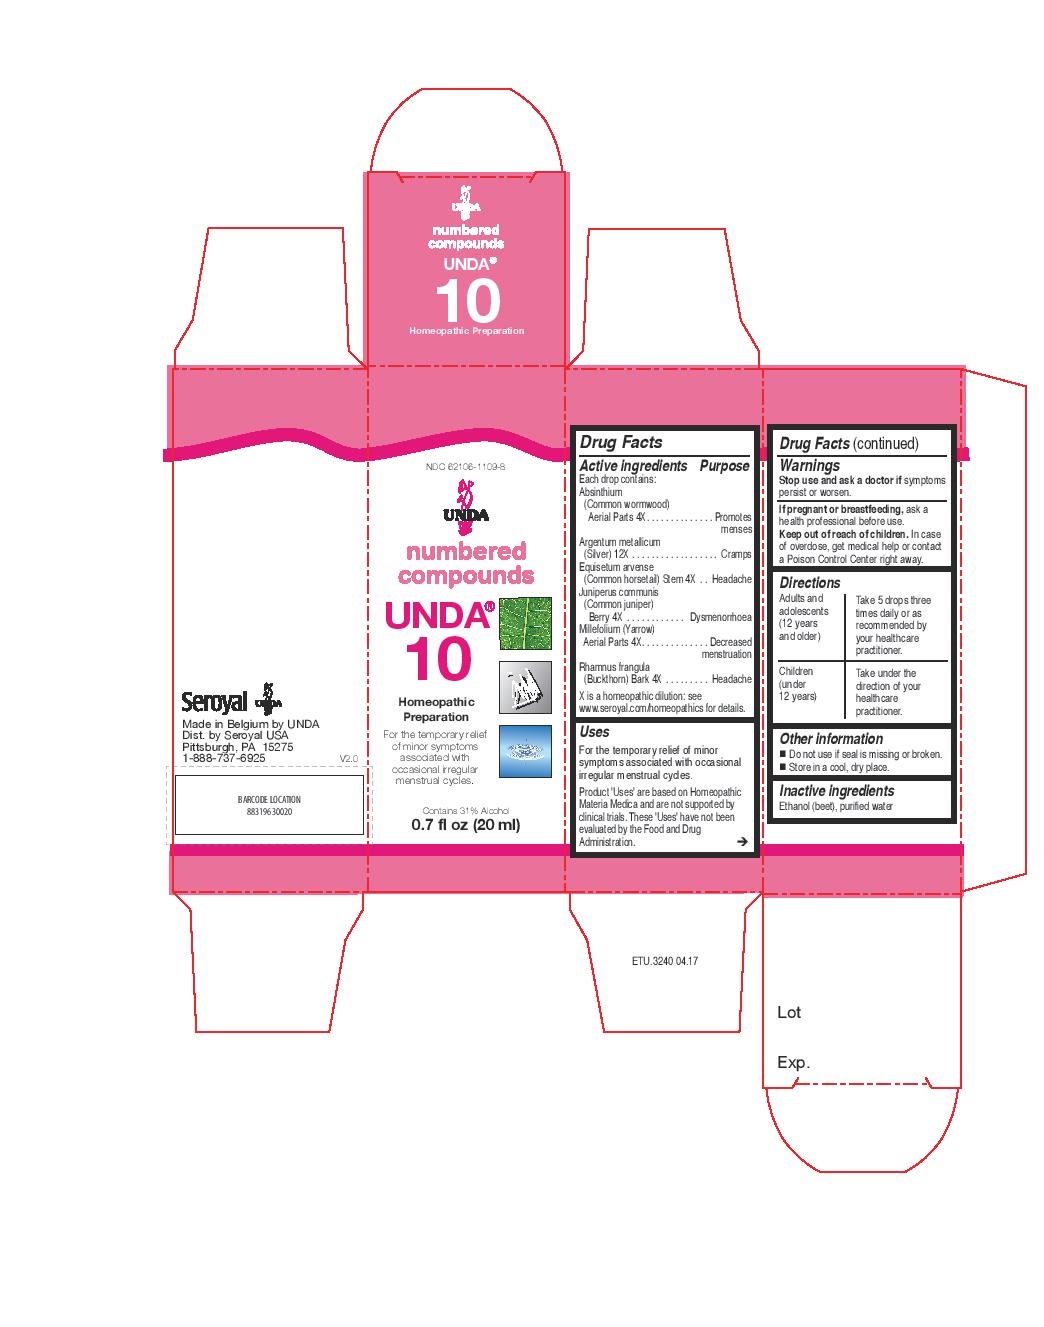 UNDA
numbered
compounds
UNDA®
10
Homeopathic Preparation
Seroyal UNDA
Made in Belgium by UNDA
Dist. by Seroyal USA
Pittsburgh, PA 15275
1-888-737-6925 V2.0
BARCODE LOCATION
88319630020
NDC 62106-1109-8
UNDA
numbered
compounds
UNDA®
10
Homeopathic
Preparation
For the temporary relief
of minor symptoms
associated with
occasional irregular
menstrual cycles.
Contains 31% Alcohol
0.7 fl oz (20 ml)
Drug Facts
Active ingredients Purpose
Each drop contains:
Absinthium
(Common wormwood)
Aerial Parts 4X . . . . . . . . . . . . . . Promotes
menses
Argentum metallicum
(Silver) 12X . . . . . . . . . . . . . . . . . . Cramps
Equisetum arvense
(Common horsetail) Stem 4X . . Headache
Juniperus communis
(Common juniper)
Berry 4X . . . . . . . . . . . . Dysmenorrhoea
Millefolium (Yarrow)
Aerial Parts 4X . . . . . . . . . . . . . . Decreased
menstruation
Rhamnus frangula
(Buckthorn) Bark 4X . . . . . . . . . Headache
X is a homeopathic dilution: see
www.seroyal.com/homeopathics for details.
Uses
For the temporary relief of minor
symptoms associated with occasional
irregular menstrual cycles.
Product 'Uses' are based on Homeopathic
Materia Medica and are not supported by
clinical trials. These 'Uses' have not been
evaluated by the Food and Drug
Administration. ➔
Drug Facts (continued)
Warnings
Stop use and ask a doctor if symptoms
persist or worsen.
If pregnant or breastfeeding, ask a
health professional before use.
Keep out of reach of children. In case
of overdose, get medical help or contact
a Poison Control Center right away.
Directions
Adults and
adolescents
(12 years
and older)
Take 5 drops three
times daily or as
recommended by
your healthcare
practitioner.
Children
(under
12 years)
Take under the
direction of your
healthcare
practitioner.
Other information
■ Do not use if seal is missing or broken.
■ Store in a cool, dry place.
Inactive ingredients
Ethanol (beet), purified water
ETU.3240 04.17
Lot
Exp.